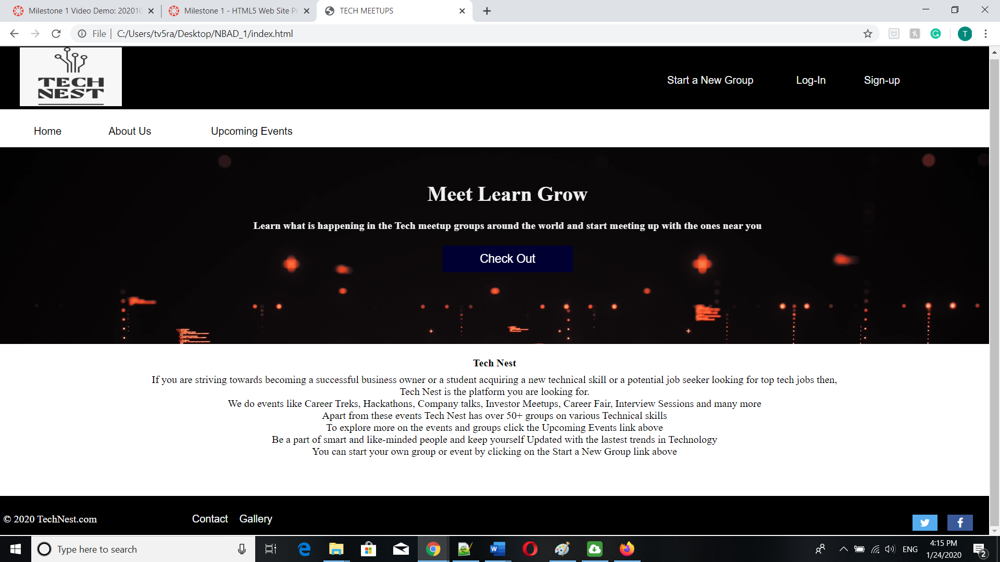 Milestone 1 Video Demo: 202010
Milestone 1 - HTML5 Web Site Pr
TECH MEETUPS
File
C:/Users/tv5ra/Desktop/NBAD_1/index.html
T
TECH
NEST
Start a New Group Log-In Sign-up
Home About Us Upcoming Events
Meet Learn Grow
Learn what is happening in the Tech meetup groups around the world and start meeting up with the ones near you
Check Out
Tech Nest
If you are striving towards becoming a successful business owner or a student acquiring a new technical skill or a potential job seeker looking for top tech jobs then,
Tech Nest is the platform you are looking for.
We do events like Career Treks, Hackathons, Company talks, Investor Meetups, Career Fair, Interview Sessions and many more
Apart from these events Tech Nest has over 50+ groups on various Technical skills
To explore more on the events and groups click the Upcoming Events link above
Be a part of smart and like-minded people and keep yourself Updated with the lastest trends in Technology
You can start your own group or event by clicking on the Start a New Group link above
© 2020 TechNest.com Contact Gallery
Type here to search
ENG
4:15 PM
1/24/2020
2